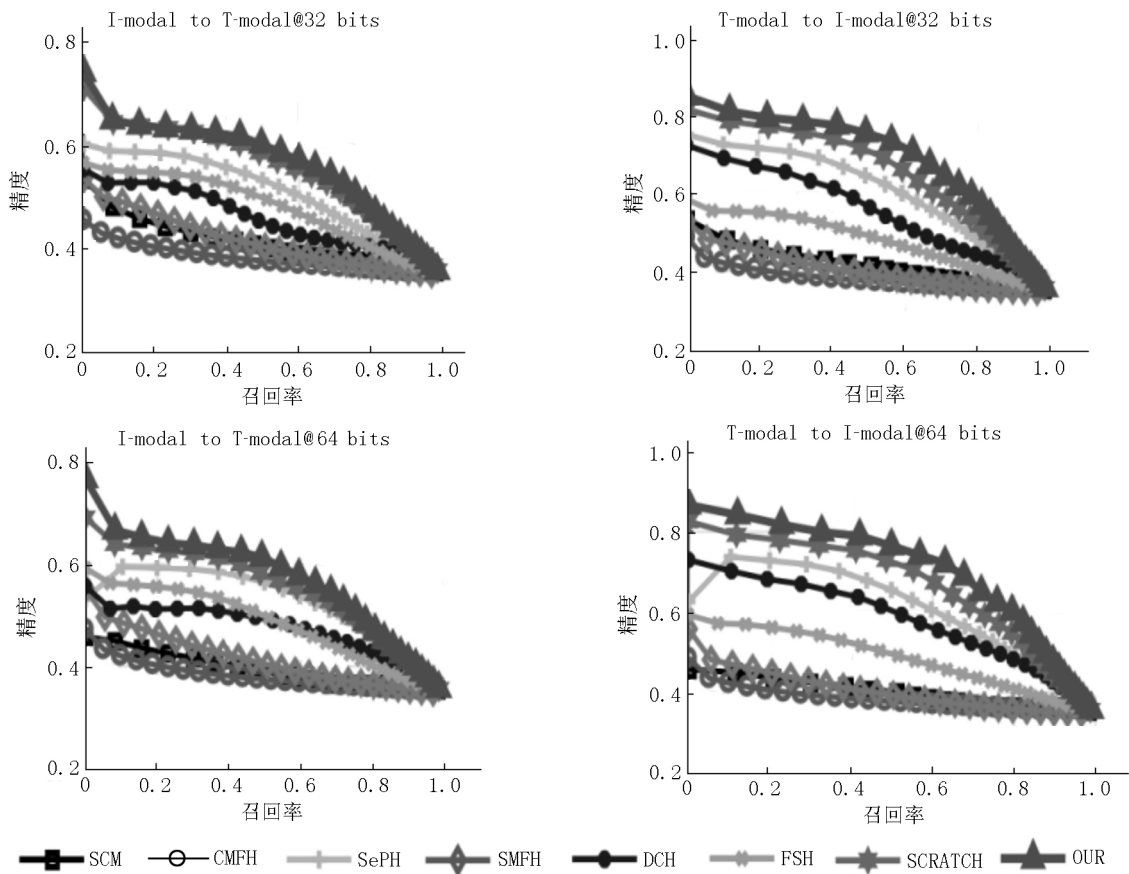 I-modal to T-modal@32 bits
T-modal to I-modal@32 bits
0.8
0.6
0.4
0.2
精度
0 0.2 0.4 0.6 0.8 1.0
召回率
1.0
0.8
0.6
0.4
0.2
精度
0 0.2 0.4 0.6 0.8 1.0
召回率
I-modal to T-modal@64 bits
T-modal to I-modal@64 bits
0.8
0.6
0.4
0.2
精度
0 0.2 0.4 0.6 0.8 1.0
召回率
1.0
0.8
0.6
0.4
0.2
精度
0 0.2 0.4 0.6 0.8 1.0
召回率
SCM CMFH SePH SMFH DCH FSH SCRATCH OUR